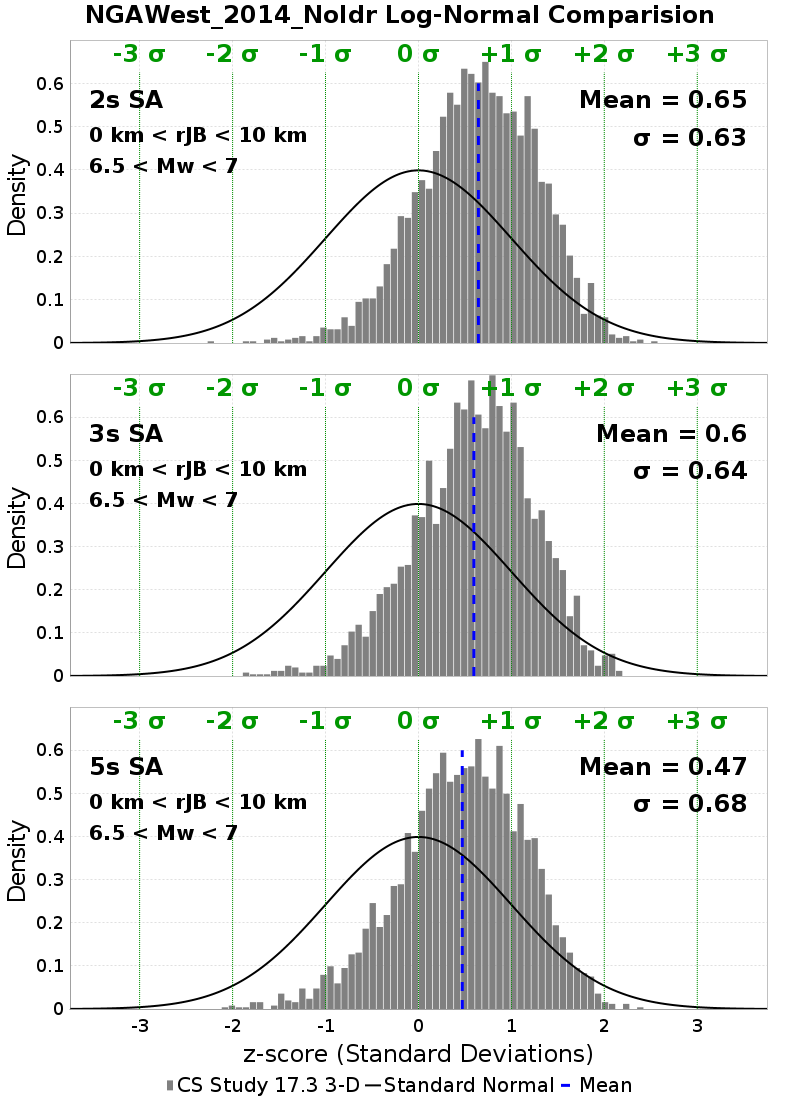 NGAWest_2014_NoIdr Log-Normal Comparision
-3 σ -2 σ -1 σ 0 σ +1 σ +2 σ +3 σ
2s SA Mean = 0.65
0 km < rJB < 10 km σ = 0.63
6.5 < Mw < 7
0.6
0.5
0.4
0.3
0.2
0.1
0
Density
-3 σ -2 σ -1 σ 0 σ +1 σ +2 σ +3 σ
3s SA Mean = 0.6
0 km < rJB < 10 km σ = 0.64
6.5 < Mw < 7
0.6
0.5
0.4
0.3
0.2
0.1
0
Density
-3 σ -2 σ -1 σ 0 σ +1 σ +2 σ +3 σ
5s SA Mean = 0.47
0 km < rJB < 10 km σ = 0.68
6.5 < Mw < 7
0.6
0.5
0.4
0.3
0.2
0.1
0
Density
-3 -2 -1 0 1 2 3
z-score (Standard Deviations)
CS Study 17.3 3-D Standard Normal Mean